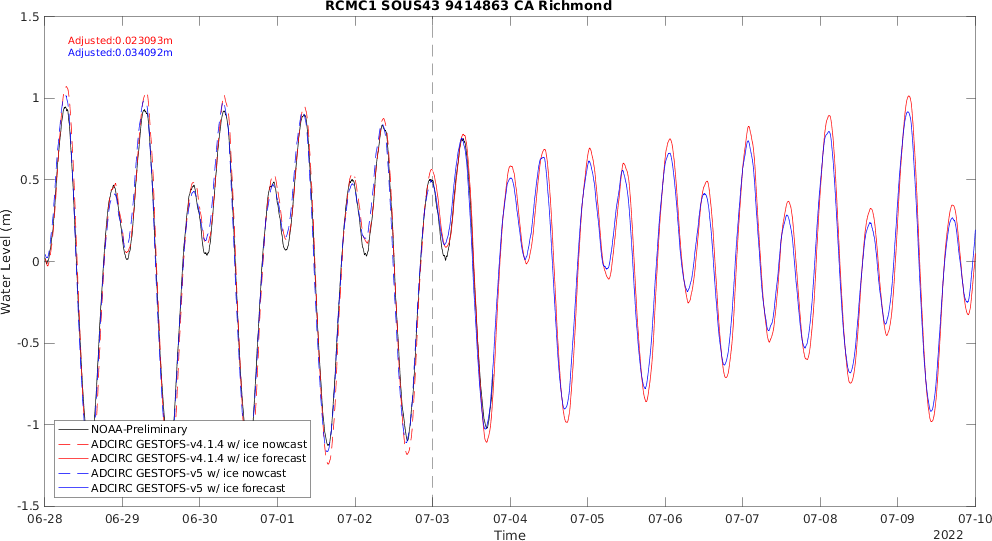 RCMC1 SOUS43 9414863 CA Richmond
Adjusted:0.023093m
Adjusted:0.034092m
Water Level (m)
1.5
1
0.5
0
-0.5
-1
-1.5
NOAA-Preliminary
ADCIRC GESTOFS-v4.1.4 w/ ice nowcast
ADCIRC GESTOFS-v4.1.4 w/ ice forecast
ADCIRC GESTOFS-v5 w/ ice nowcast
ADCIRC GESTOFS-v5 w/ ice forecast
06-28 06-29 06-30 07-01 07-02 07-03 07-04 07-05 07-06 07-07 07-08 07-09 07-10
Time
2022